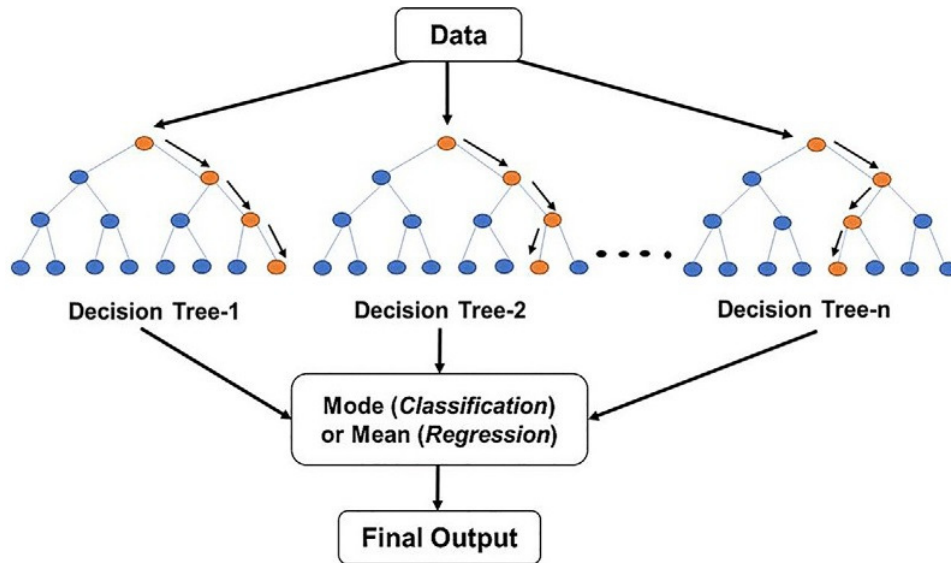 Data
Decision Tree-1
Decision Tree-2
Decision Tree-n
Mode (Classification)
or Mean (Regression)
Final Output